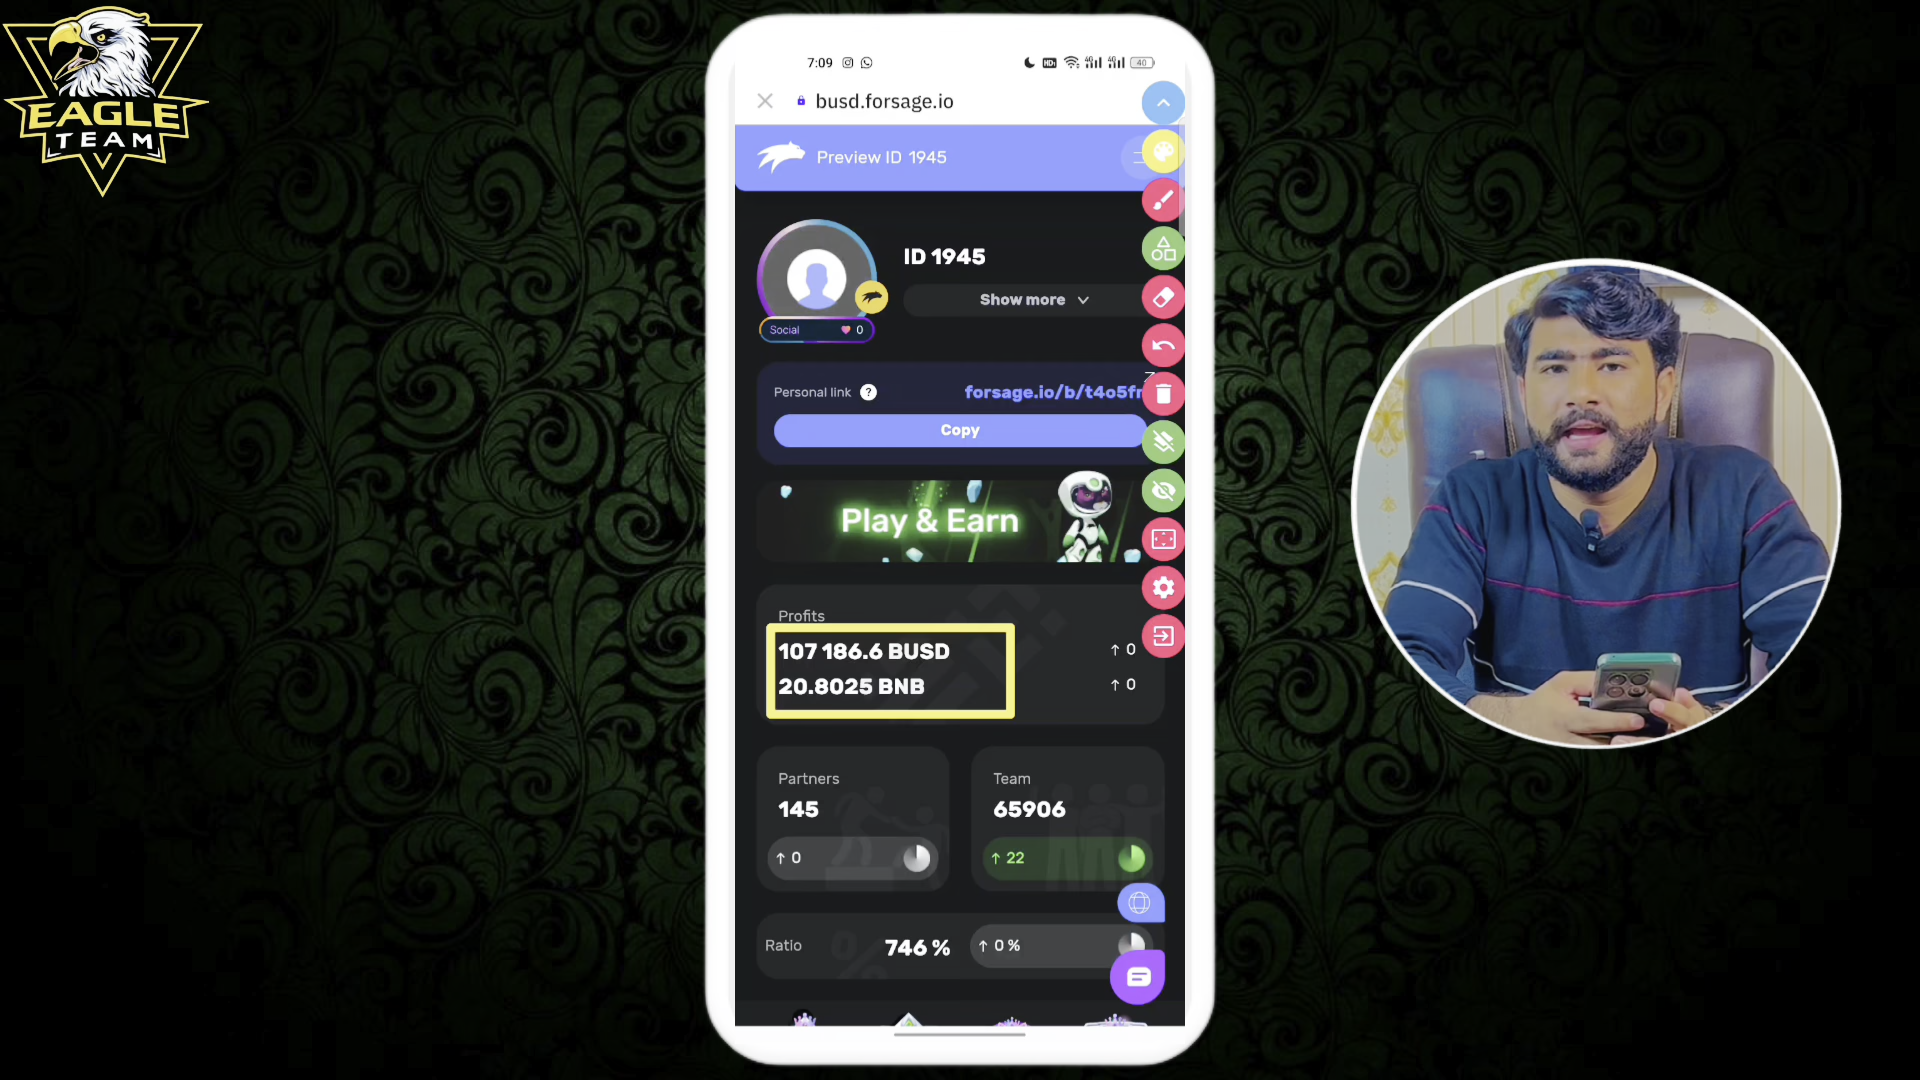 EAGLE
TEAM
7:09
40
busd.forsage.io
Preview ID 1945
ID 1945
Show more
Social 0
Personal link ? forsage.io/b/t4o5f
Copy
Play & Earn
Profits
107 186.6 BUSD ↑ 0
20.8025 BNB ↑ 0
Partners
145
↑ 0
Team
65906
↑ 22
Ratio 746 % ↑ 0 %